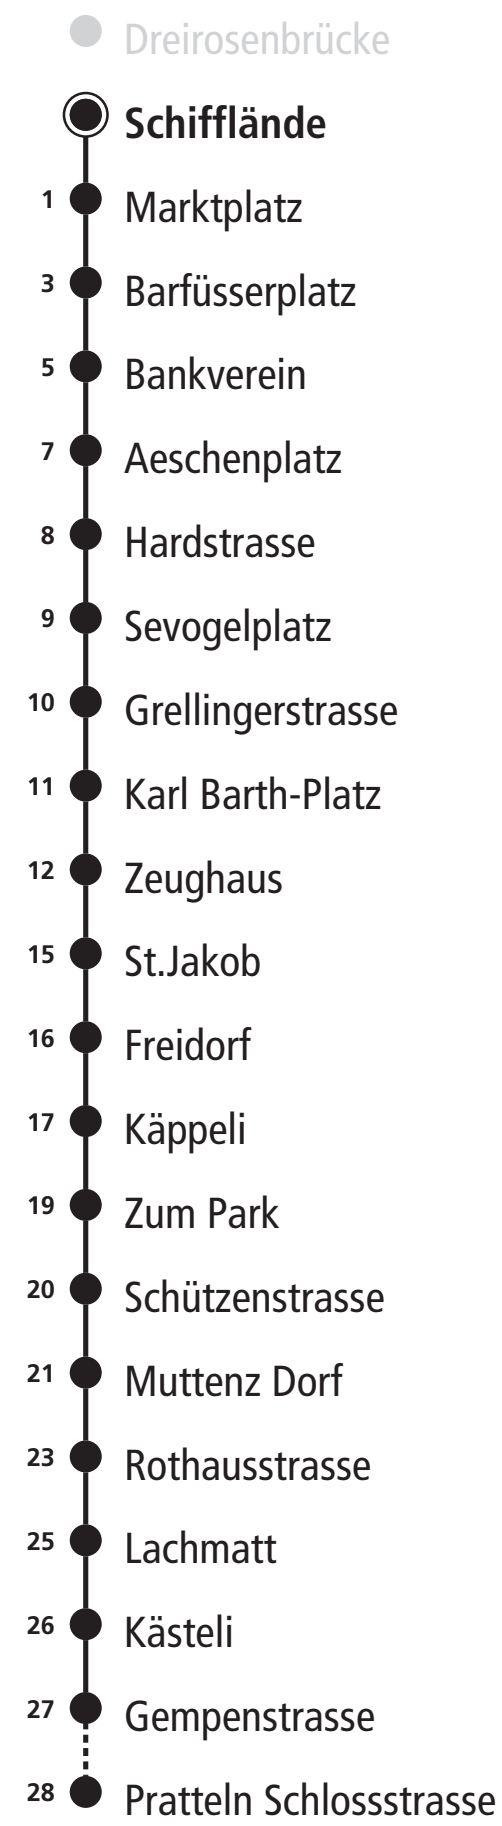 Dreirosenbrücke
Schifflände
1 Marktplatz
3 Barfüsserplatz
5 Bankverein
7 Aeschenplatz
8 Hardstrasse
9 Sevogelplatz
10 Grellingerstrasse
11 Karl Barth-Platz
12 Zeughaus
15 St.Jakob
16 Freidorf
17 Käppeli
19 Zum Park
20 Schützenstrasse
21 Muttenz Dorf
23 Rothausstrasse
25 Lachmatt
26 Kästeli
27 Gempenstrasse
28 Pratteln Schlossstrasse